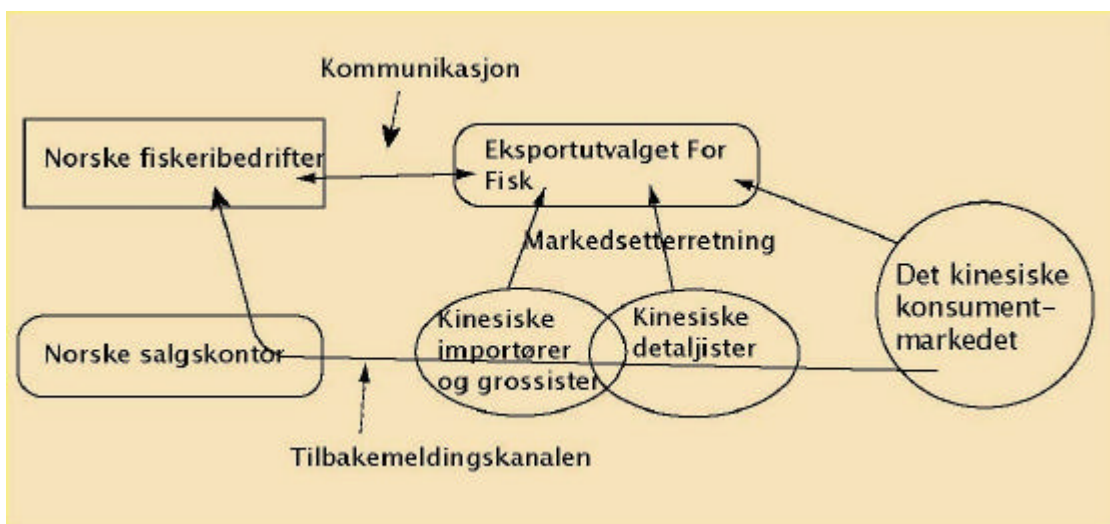 Kommunikasjon
Norske fiskeribedrifter
Eksportutvalget For
Fisk
Markedsetterretning
Det kinesiske
konsument-
markedet
Norske salgskontor
Kinesiske
importører
og grossister
Kinesiske
detaljister
Tilbakemeldingskanalen